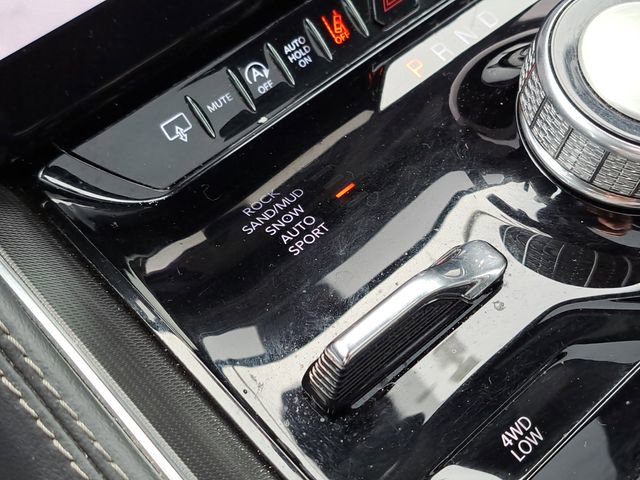 MUTE
A
OFF
AUTO
HOLD
ON
OFF
P R N D
ROCK
SAND/MUD
SNOW
AUTO
SPORT
4WD
LOW